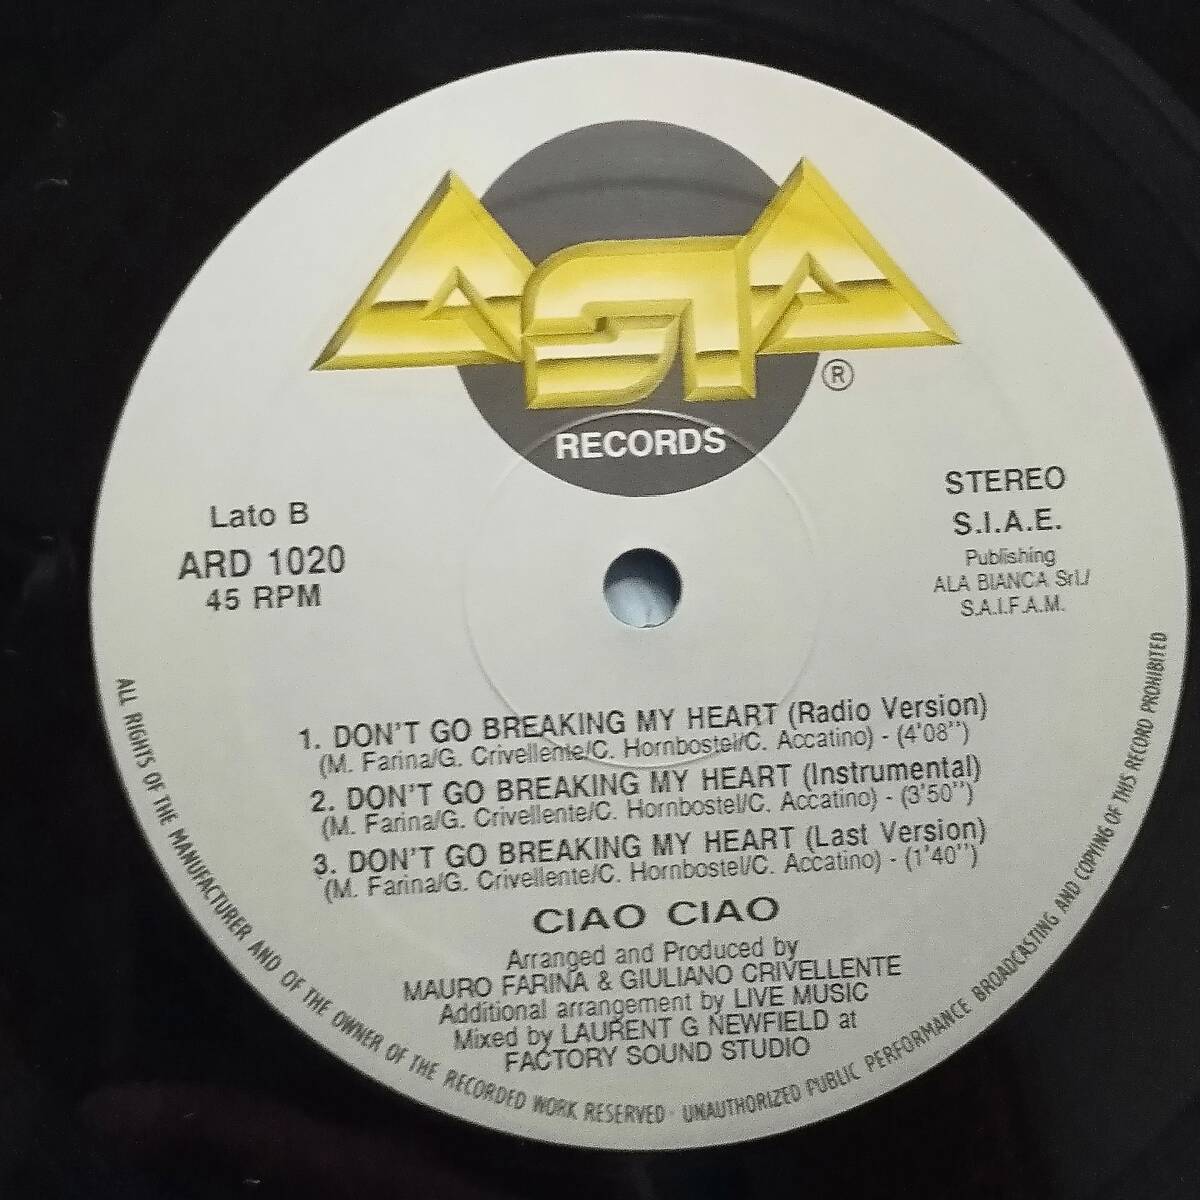 ASIA
®
RECORDS
Lato B
ARD 1020
45 RPM
STEREO
S.I.A.E.
Publishing
ALA BIANCA Srl./
S.A.I.F.A.M.
1. DON'T GO BREAKING MY HEART (Radio Version)
(M. Farina/G. Crivellente/C. Hornbostel/C. Accatino) - (4'08")
2. DON'T GO BREAKING MY HEART (Instrumental)
(M. Farina/G. Crivellente/C. Hornbostel/C. Accatino) - (3'50")
3. DON'T GO BREAKING MY HEART (Last Version)
(M. Farina/G. Crivellente/C. Hornbostel/C. Accatino) - (1'40")
CIAO CIAO
Arranged and Produced by
MAURO FARINA & GIULIANO CRIVELLENTE
Additional arrangement by LIVE MUSIC
Mixed by LAURENT G NEWFIELD at
FACTORY SOUND STUDIO
ALL RIGHTS OF THE MANUFACTURER AND OF THE OWNER OF THE RECORDED WORK RESERVED · UNAUTHORIZED PUBLIC PERFORMANCE BROADCASTING AND COPYING OF THIS RECORD PROHIBITED